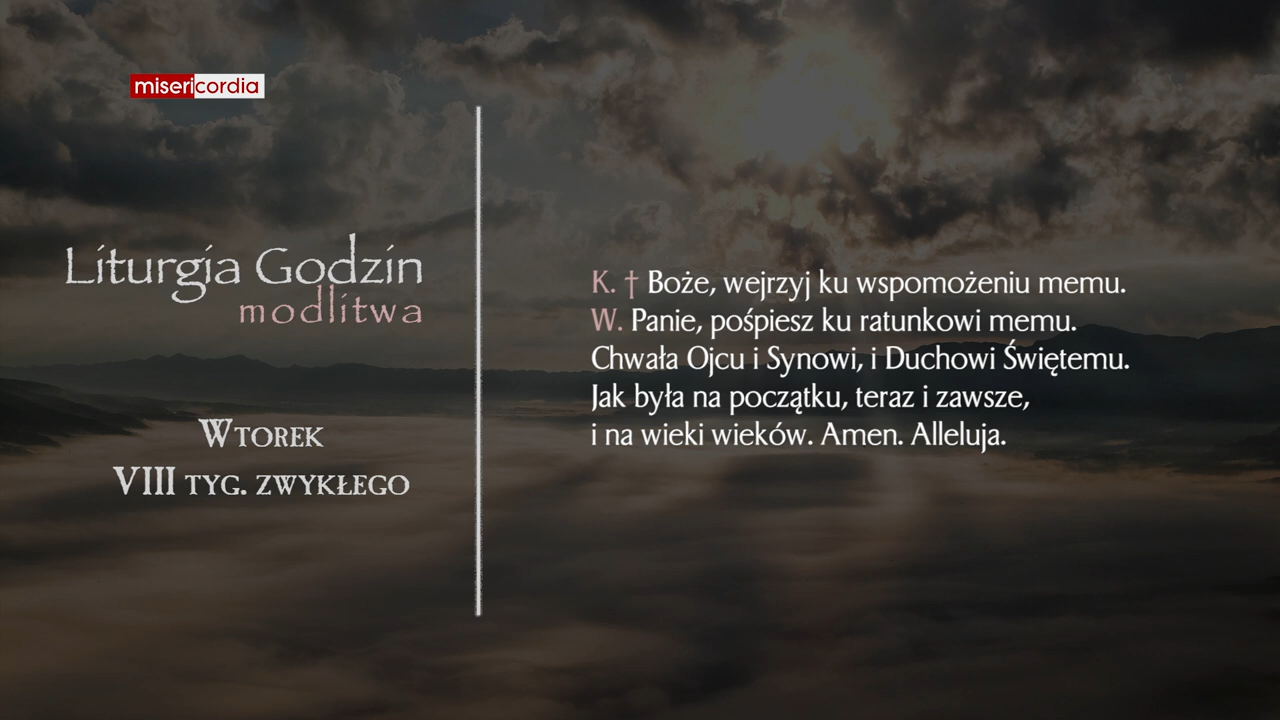 misericordia
Liturgia Godzin
modlitwa
Wtorek
VIII tyg. zwykłego
K. † Boże, wejrzyj ku wspomożeniu memu.
W. Panie, pośpiesz ku ratunkowi memu.
Chwała Ojcu i Synowi, i Duchowi Świętemu.
Jak była na początku, teraz i zawsze,
i na wieki wieków. Amen. Alleluja.